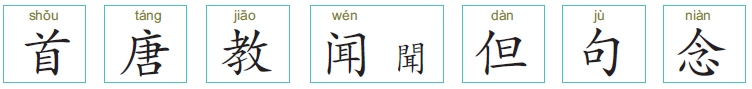 shǒu táng jiāo wén dàn jù niàn
首 唐 教 闻 聞 但 句 念